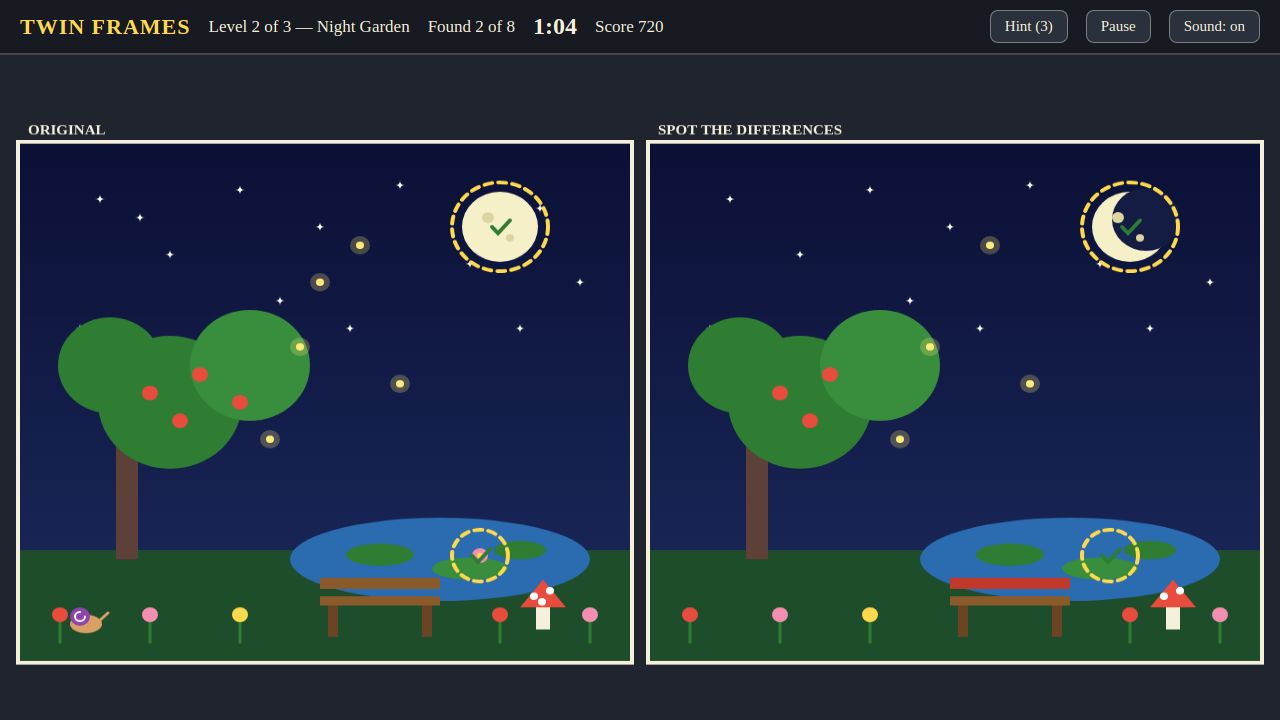 TWIN FRAMES Level 2 of 3 — Night Garden Found 2 of 8 1:04 Score 720 Hint (3) Pause Sound: on
ORIGINAL SPOT THE DIFFERENCES